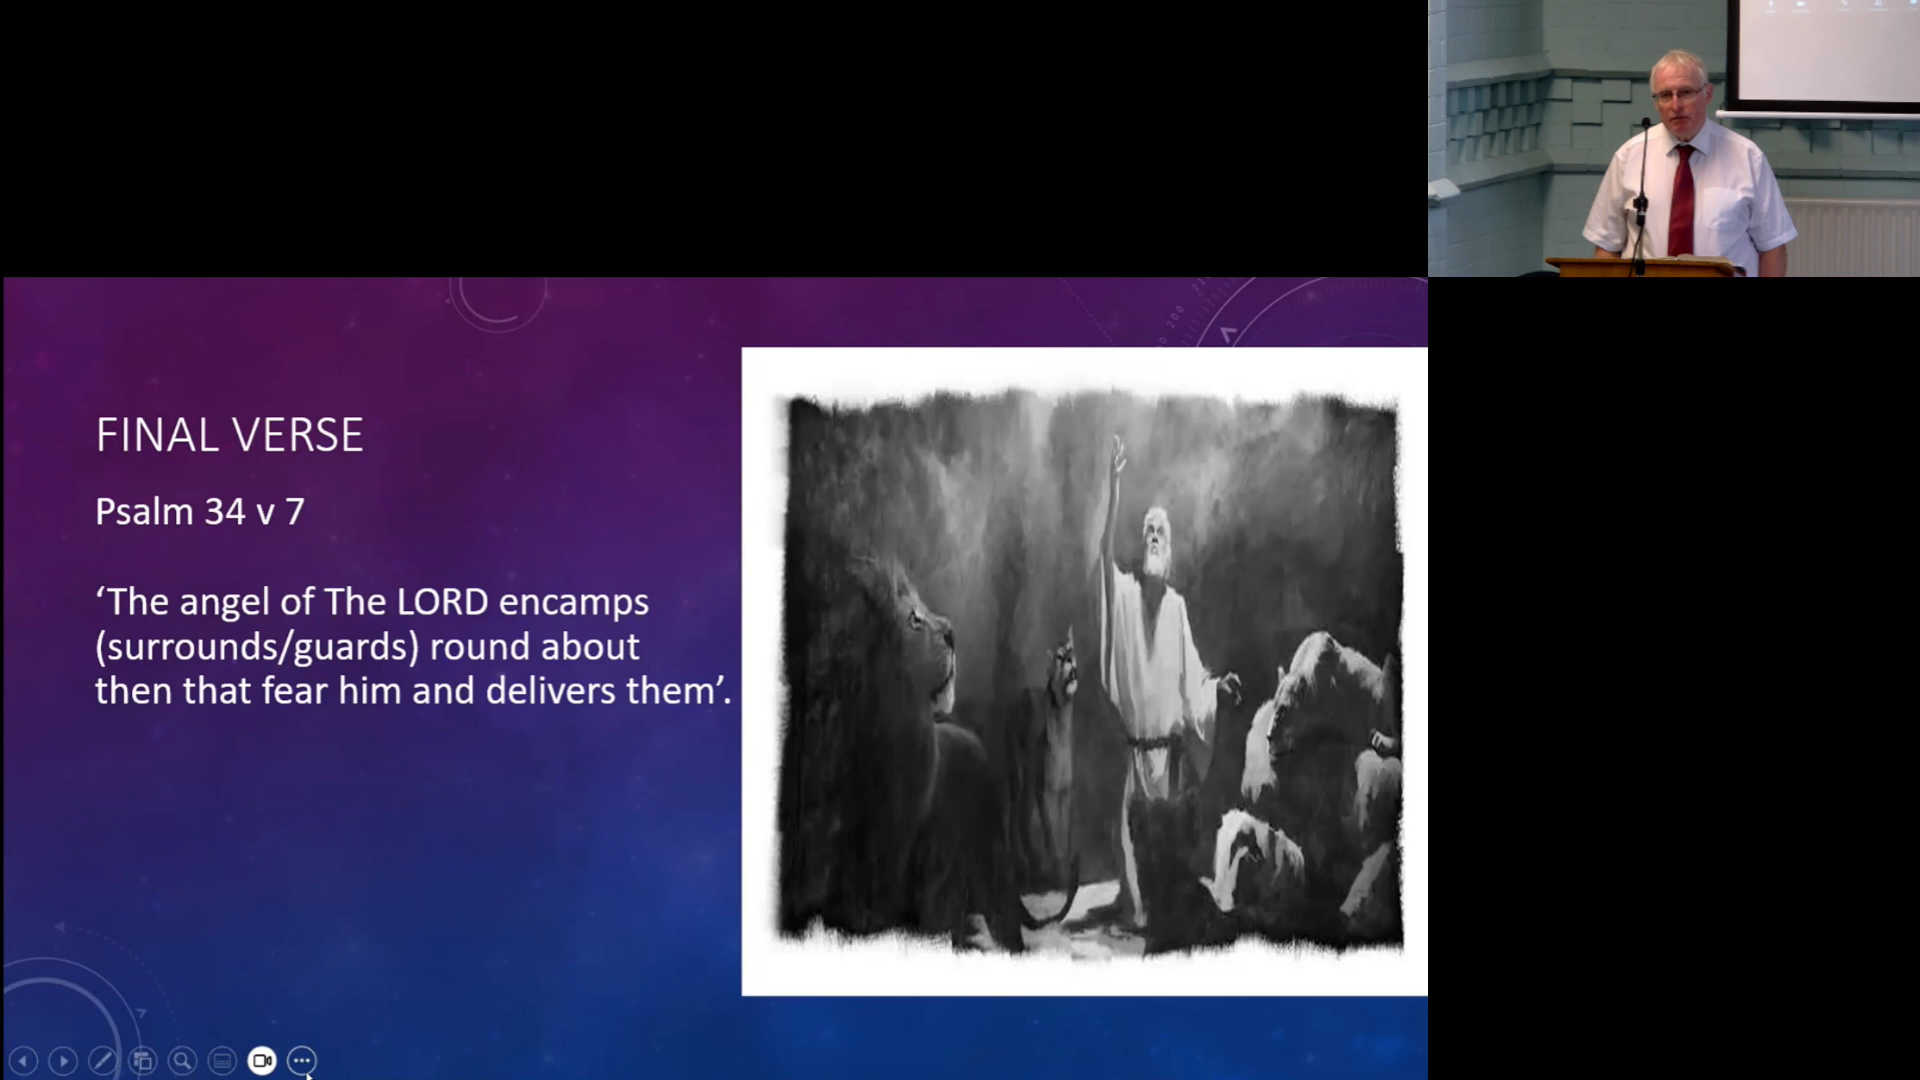 FINAL VERSE
Psalm 34 v 7
‘The angel of The LORD encamps
(surrounds/guards) round about
then that fear him and delivers them’.
200